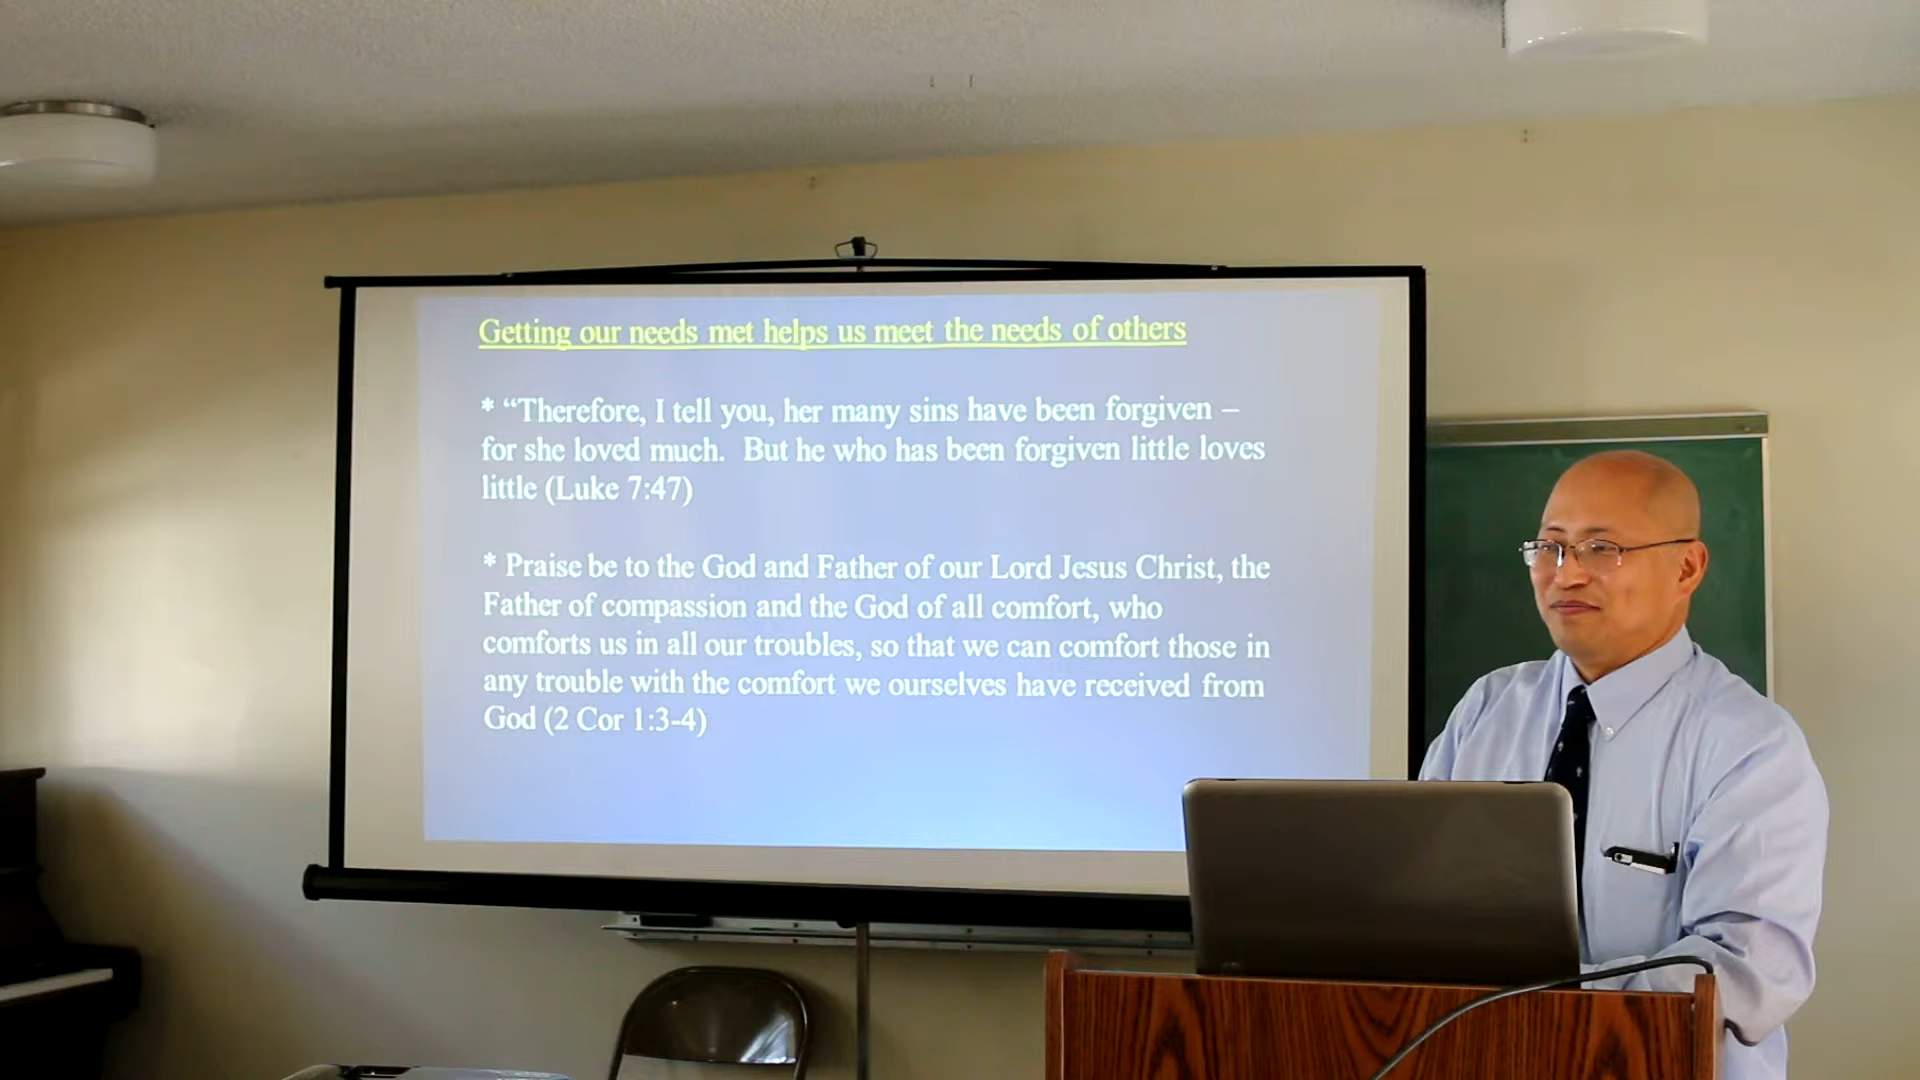 Getting our needs met helps us meet the needs of others
* “Therefore, I tell you, her many sins have been forgiven –
for she loved much.  But he who has been forgiven little loves
little (Luke 7:47)
* Praise be to the God and Father of our Lord Jesus Christ, the
Father of compassion and the God of all comfort, who
comforts us in all our troubles, so that we can comfort those in
any trouble with the comfort we ourselves have received from
God (2 Cor 1:3-4)